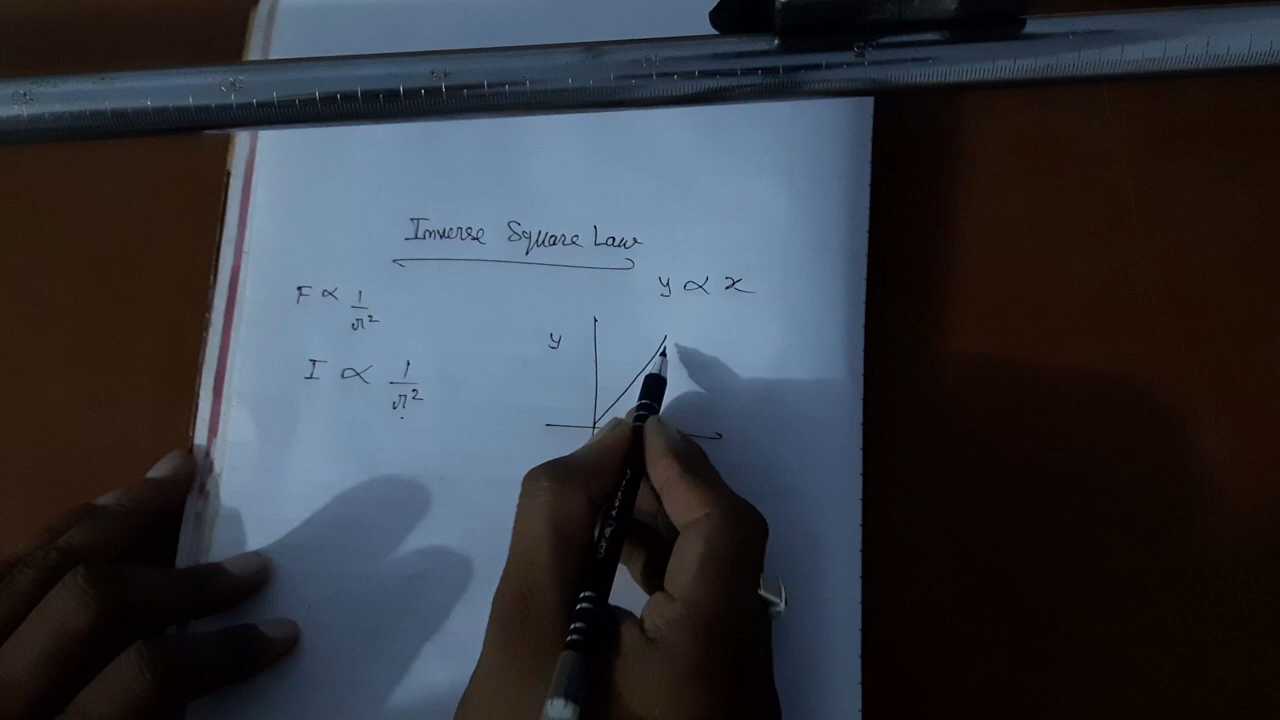 Inverse Square Law
F ∝ 1/r²
y ∝ x
y
I ∝ 1/r²